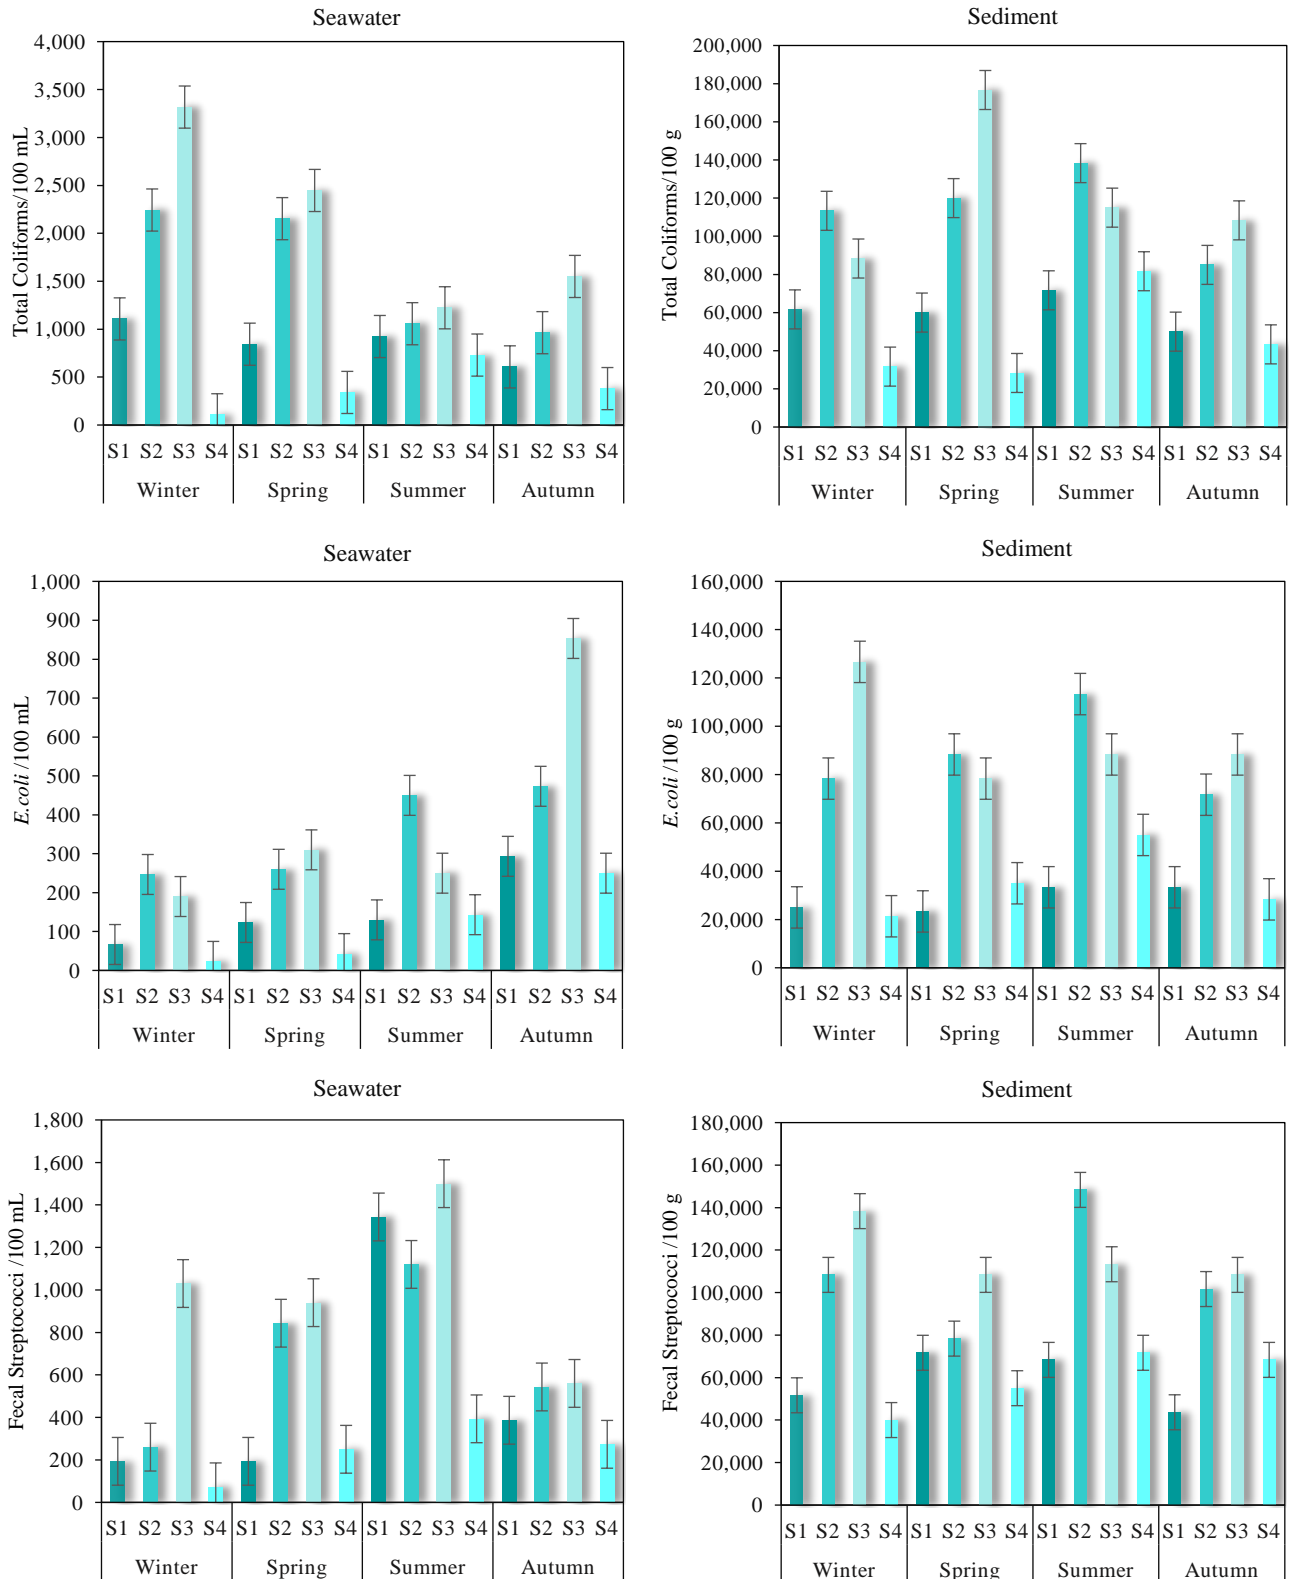 Seawater
Total Coliforms/100 mL
4,000
3,500
3,000
2,500
2,000
1,500
1,000
500
0
S1 S2 S3 S4 S1 S2 S3 S4 S1 S2 S3 S4 S1 S2 S3 S4
Winter Spring Summer Autumn
Sediment
Total Coliforms/100 g
200,000
180,000
160,000
140,000
120,000
100,000
80,000
60,000
40,000
20,000
0
S1 S2 S3 S4 S1 S2 S3 S4 S1 S2 S3 S4 S1 S2 S3 S4
Winter Spring Summer Autumn
Seawater
E.coli /100 mL
1,000
900
800
700
600
500
400
300
200
100
0
S1 S2 S3 S4 S1 S2 S3 S4 S1 S2 S3 S4 S1 S2 S3 S4
Winter Spring Summer Autumn
Sediment
E.coli /100 g
160,000
140,000
120,000
100,000
80,000
60,000
40,000
20,000
0
S1 S2 S3 S4 S1 S2 S3 S4 S1 S2 S3 S4 S1 S2 S3 S4
Winter Spring Summer Autumn
Seawater
Fecal Streptococci /100 mL
1,800
1,600
1,400
1,200
1,000
800
600
400
200
0
S1 S2 S3 S4 S1 S2 S3 S4 S1 S2 S3 S4 S1 S2 S3 S4
Winter Spring Summer Autumn
Sediment
Fecal Streptococci /100 g
180,000
160,000
140,000
120,000
100,000
80,000
60,000
40,000
20,000
0
S1 S2 S3 S4 S1 S2 S3 S4 S1 S2 S3 S4 S1 S2 S3 S4
Winter Spring Summer Autumn